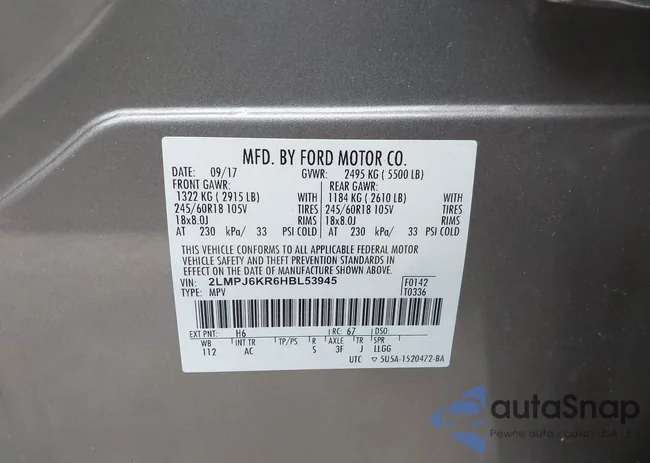 MFD. BY FORD MOTOR CO.
DATE: 09/17 GVWR: 2495 KG ( 5500 LB)
FRONT GAWR: REAR GAWR:
1322 KG ( 2915 LB) WITH 1184 KG ( 2610 LB) WITH
245/60R18 105V TIRES 245/60R18 105V TIRES
18x8.0J RIMS 18x8.0J RIMS
AT 230 kPa/ 33 PSI COLD AT 230 kPa/ 33 PSI COLD
THIS VEHICLE CONFORMS TO ALL APPLICABLE FEDERAL MOTOR
VEHICLE SAFETY AND THEFT PREVENTION STANDARDS IN
EFFECT ON THE DATE OF MANUFACTURE SHOWN ABOVE.
VIN: 2LMPJ6KR6HBL53945 F0142
TYPE: MPV T0336
EXT PNT: H6 RC: 67 DSO:
WB INT TR TP/PS R AXLE TR SPR
112 AC S 3F J LLGG
UTC 5U5A-1520472-BA
autaSnap